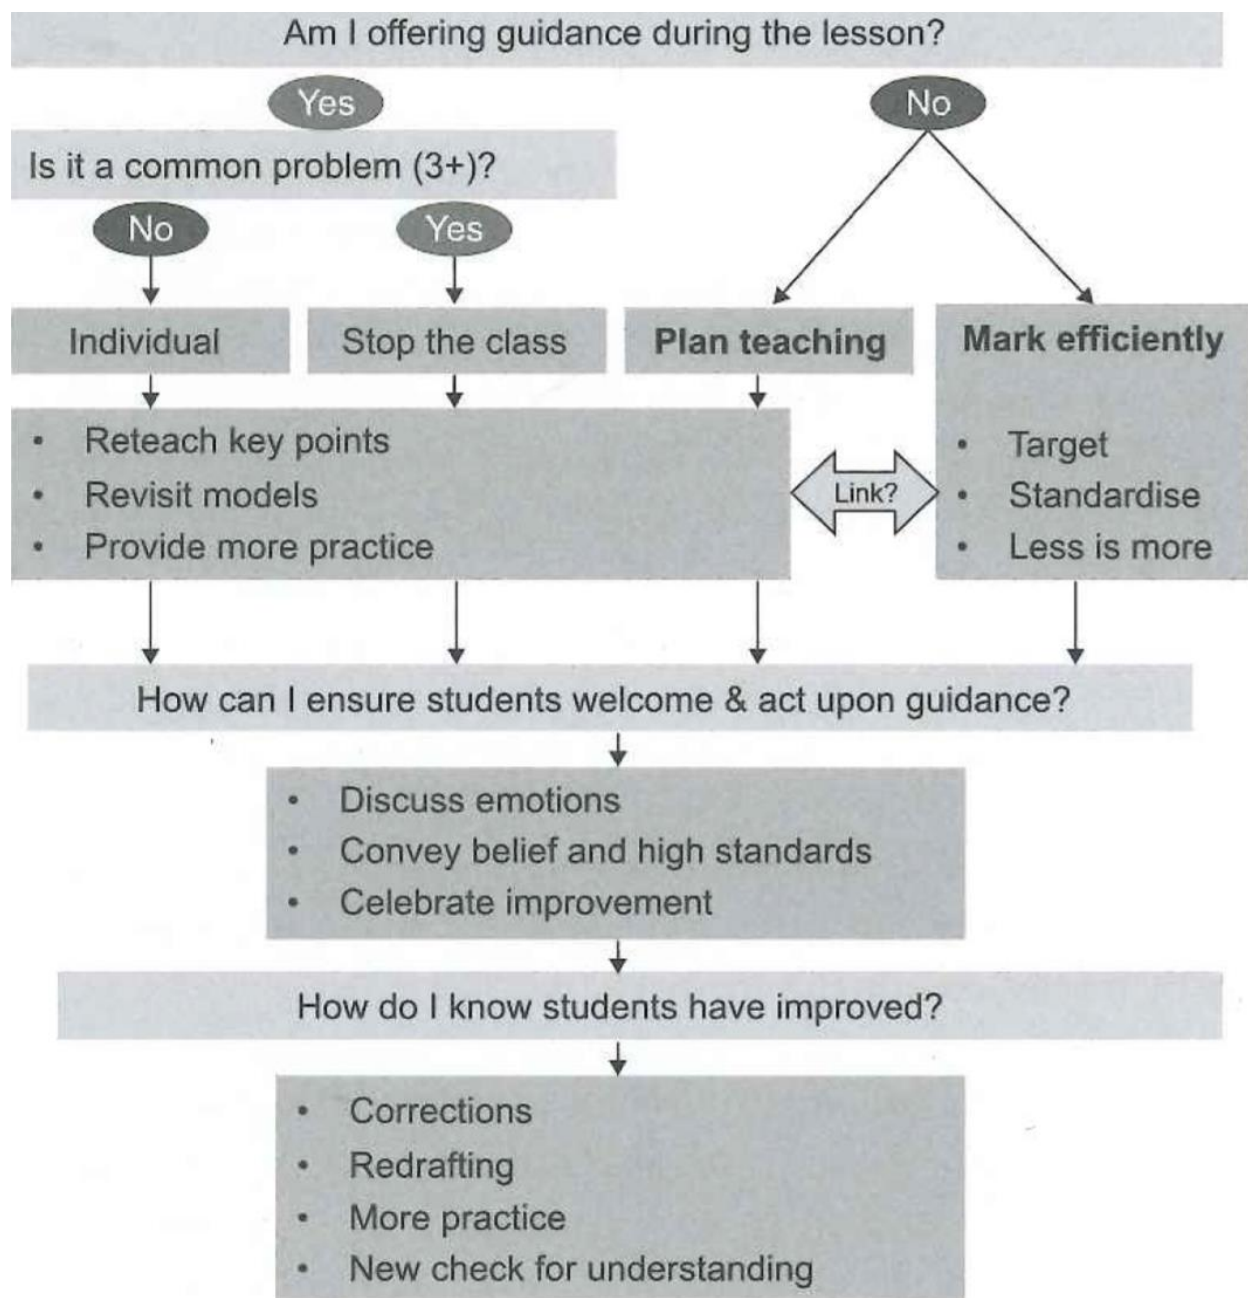 Am I offering guidance during the lesson?
Yes
No
Is it a common problem (3+)?
No
Yes
Individual
Stop the class
Plan teaching
Mark efficiently
• Reteach key points
• Revisit models
• Provide more practice
Link?
• Target
• Standardise
• Less is more
How can I ensure students welcome & act upon guidance?
• Discuss emotions
• Convey belief and high standards
• Celebrate improvement
How do I know students have improved?
• Corrections
• Redrafting
• More practice
• New check for understanding